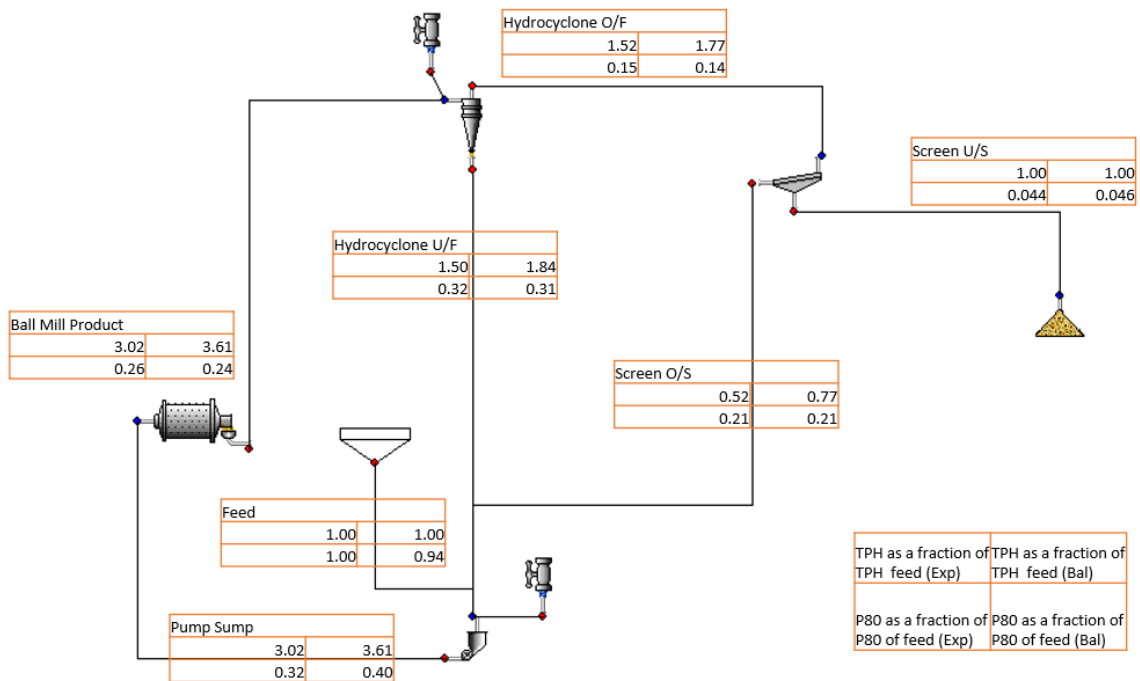 Hydrocyclone O/F
1.52 1.77
0.15 0.14
Screen U/S
1.00 1.00
0.044 0.046
Hydrocyclone U/F
1.50 1.84
0.32 0.31
Ball Mill Product
3.02 3.61
0.26 0.24
Screen O/S
0.52 0.77
0.21 0.21
Feed
1.00 1.00
1.00 0.94
Pump Sump
3.02 3.61
0.32 0.40
TPH as a fraction of TPH as a fraction of
TPH feed (Exp) TPH feed (Bal)
P80 as a fraction of P80 as a fraction of
P80 of feed (Exp) P80 of feed (Bal)